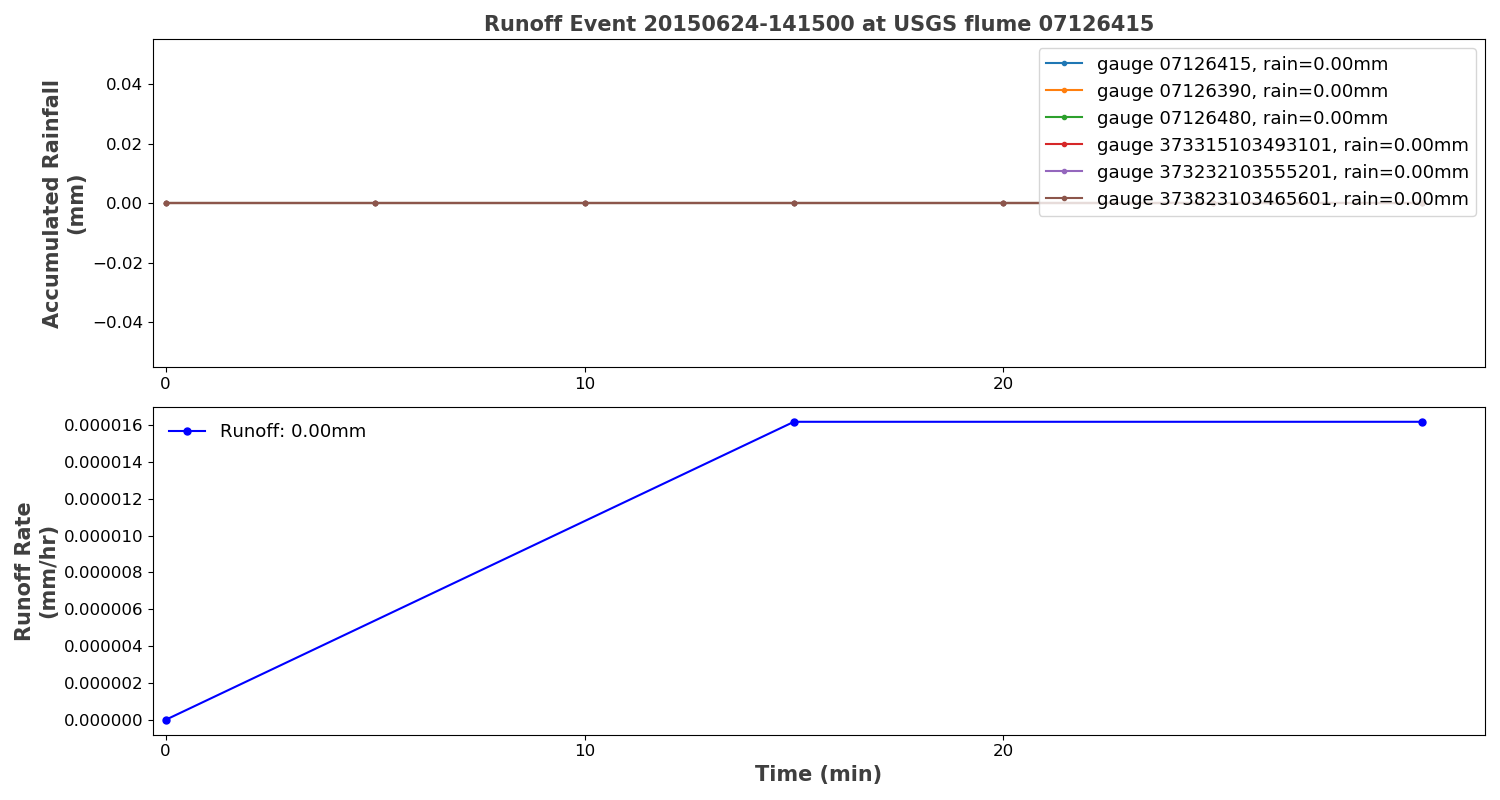 Runoff Event 20150624-141500 at USGS flume 07126415
Accumulated Rainfall
(mm)
0.04
0.02
0.00
−0.02
−0.04
gauge 07126415, rain=0.00mm
gauge 07126390, rain=0.00mm
gauge 07126480, rain=0.00mm
gauge 373315103493101, rain=0.00mm
gauge 373232103555201, rain=0.00mm
gauge 373823103465601, rain=0.00mm
0 10 20
Runoff Rate
(mm/hr)
0.000016
0.000014
0.000012
0.000010
0.000008
0.000006
0.000004
0.000002
0.000000
Runoff: 0.00mm
0 10 20
Time (min)